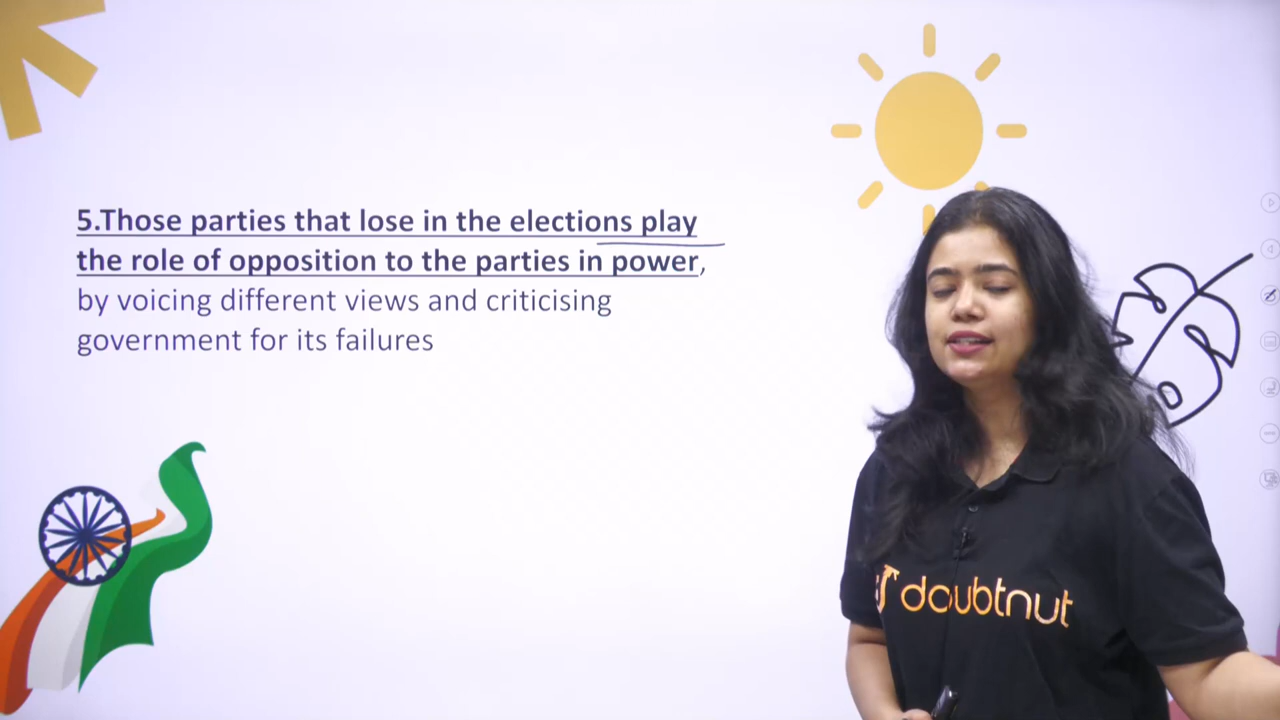 5.Those parties that lose in the elections play
the role of opposition to the parties in power,
by voicing different views and criticising
government for its failures
doubtnut